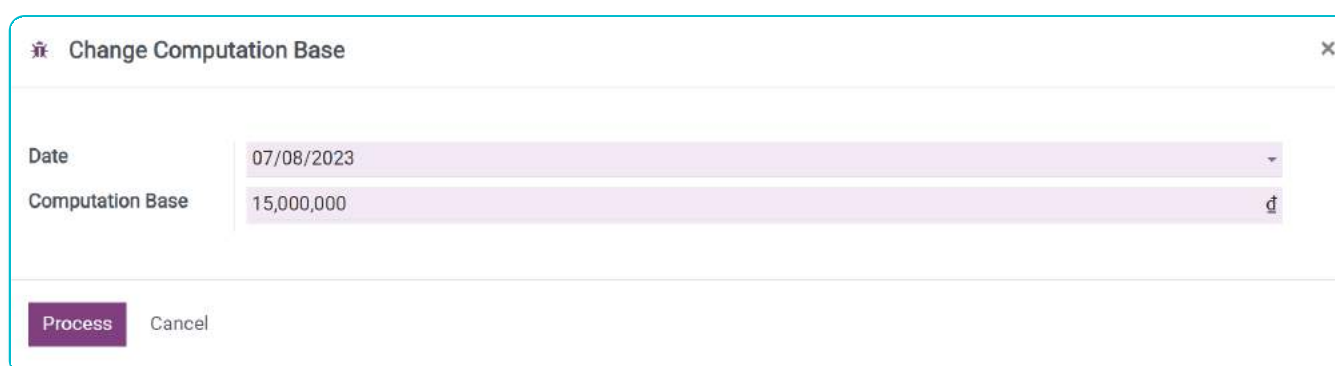 Change Computation Base
Date 07/08/2023
Computation Base 15,000,000 ₫
Process Cancel